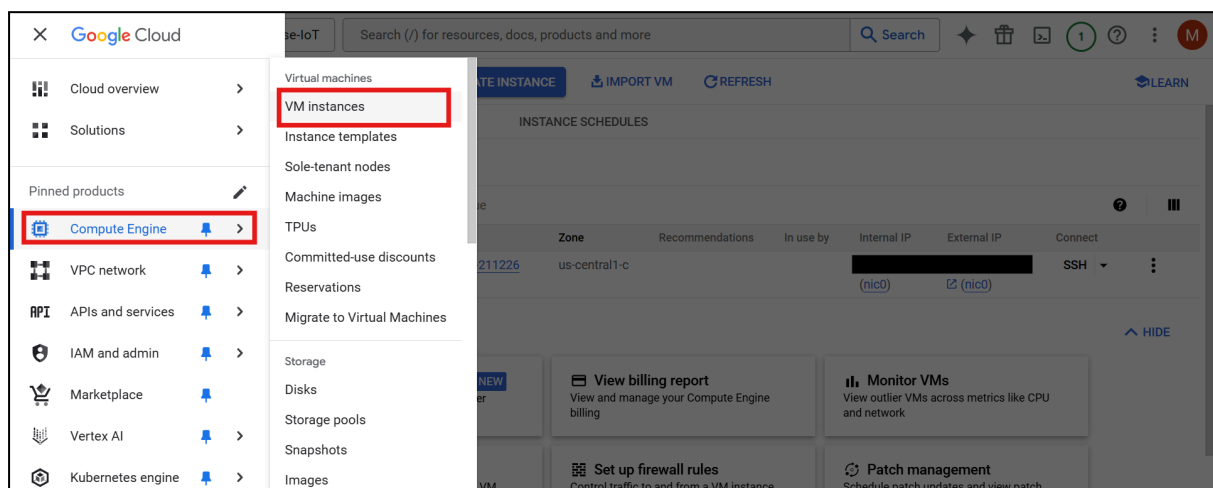 Google Cloud
se-IoT
Search (/) for resources, docs, products and more
Search
1
M
Cloud overview
Solutions
Pinned products
Compute Engine
VPC network
API APIs and services
IAM and admin
Marketplace
Vertex AI
Kubernetes engine
Virtual machines
VM instances
Instance templates
Sole-tenant nodes
Machine images
TPUs
Committed-use discounts
Reservations
Migrate to Virtual Machines
Storage
Disks
Storage pools
Snapshots
Images
ATE INSTANCE
IMPORT VM
REFRESH
LEARN
INSTANCE SCHEDULES
ue
Zone
Recommendations
In use by
Internal IP
External IP
Connect
211226
us-central1-c
SSH
(nic0)
(nic0)
HIDE
NEW
er
View billing report
View and manage your Compute Engine
billing
Monitor VMs
View outlier VMs across metrics like CPU
and network
VM
Set up firewall rules
Control traffic to and from a VM instance
Patch management
Schedule patch updates and view patch